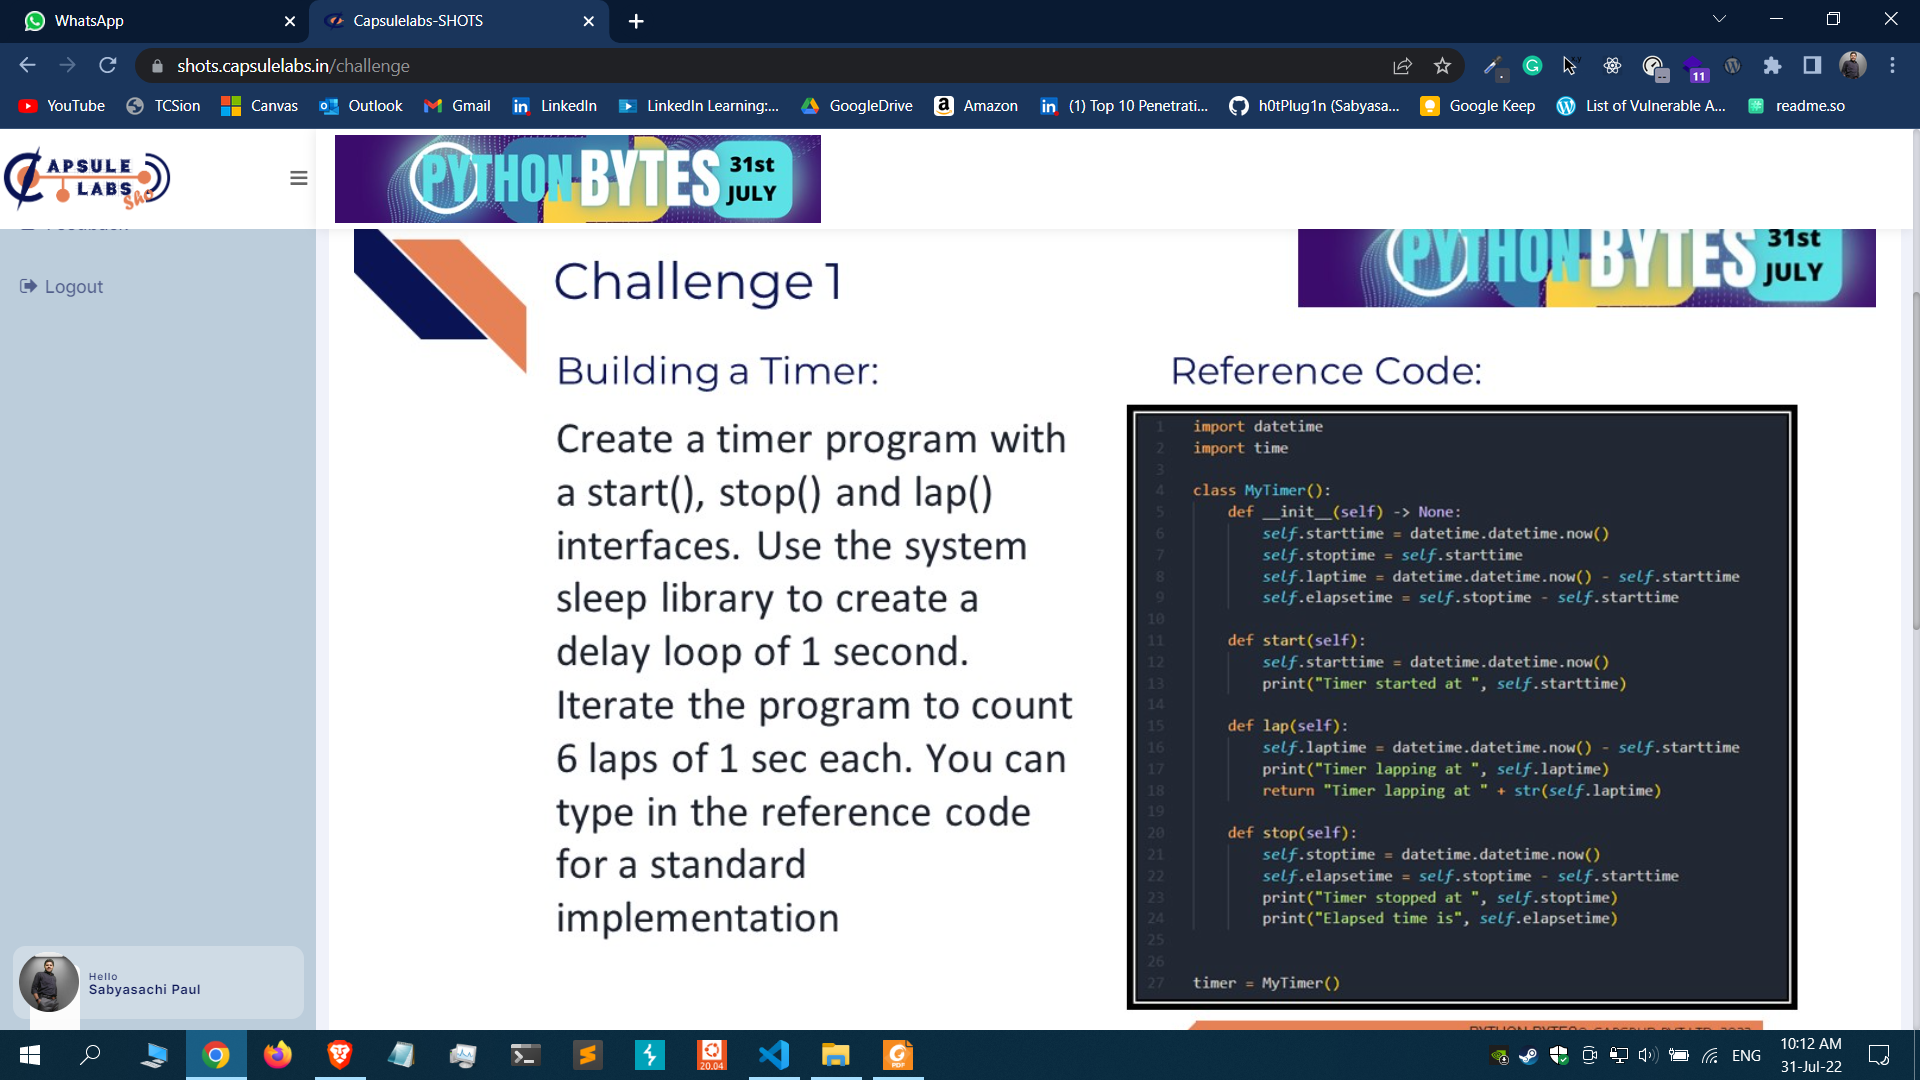 WhatsApp
Capsulelabs-SHOTS
shots.capsulelabs.in/challenge
11
YouTube
TCSion
Canvas
Outlook
Gmail
LinkedIn
LinkedIn Learning:...
GoogleDrive
Amazon
(1) Top 10 Penetrati...
h0tPlug1n (Sabyasa...
Google Keep
List of Vulnerable A...
readme.so
APSULE
LABS
PYTHON BYTES 31st JULY
PYTHON BYTES 31st JULY
Logout
Challenge 1
Building a Timer:
Create a timer program with
a start(), stop() and lap()
interfaces. Use the system
sleep library to create a
delay loop of 1 second.
Iterate the program to count
6 laps of 1 sec each. You can
type in the reference code
for a standard
implementation
Reference Code:
1 import datetime
2 import time
3
4 class MyTimer():
5 def __init__(self) -> None:
6 self.starttime = datetime.datetime.now()
7 self.stoptime = self.starttime
8 self.laptime = datetime.datetime.now() - self.starttime
9 self.elapsetime = self.stoptime - self.starttime
10
11 def start(self):
12 self.starttime = datetime.datetime.now()
13 print("Timer started at ", self.starttime)
14
15 def lap(self):
16 self.laptime = datetime.datetime.now() - self.starttime
17 print("Timer lapping at ", self.laptime)
18 return "Timer lapping at " + str(self.laptime)
19
20 def stop(self):
21 self.stoptime = datetime.datetime.now()
22 self.elapsetime = self.stoptime - self.starttime
23 print("Timer stopped at ", self.stoptime)
24 print("Elapsed time is", self.elapsetime)
25
26
27 timer = MyTimer()
Hello
Sabyasachi Paul
20.04
PDF
ENG
10:12 AM
31-Jul-22